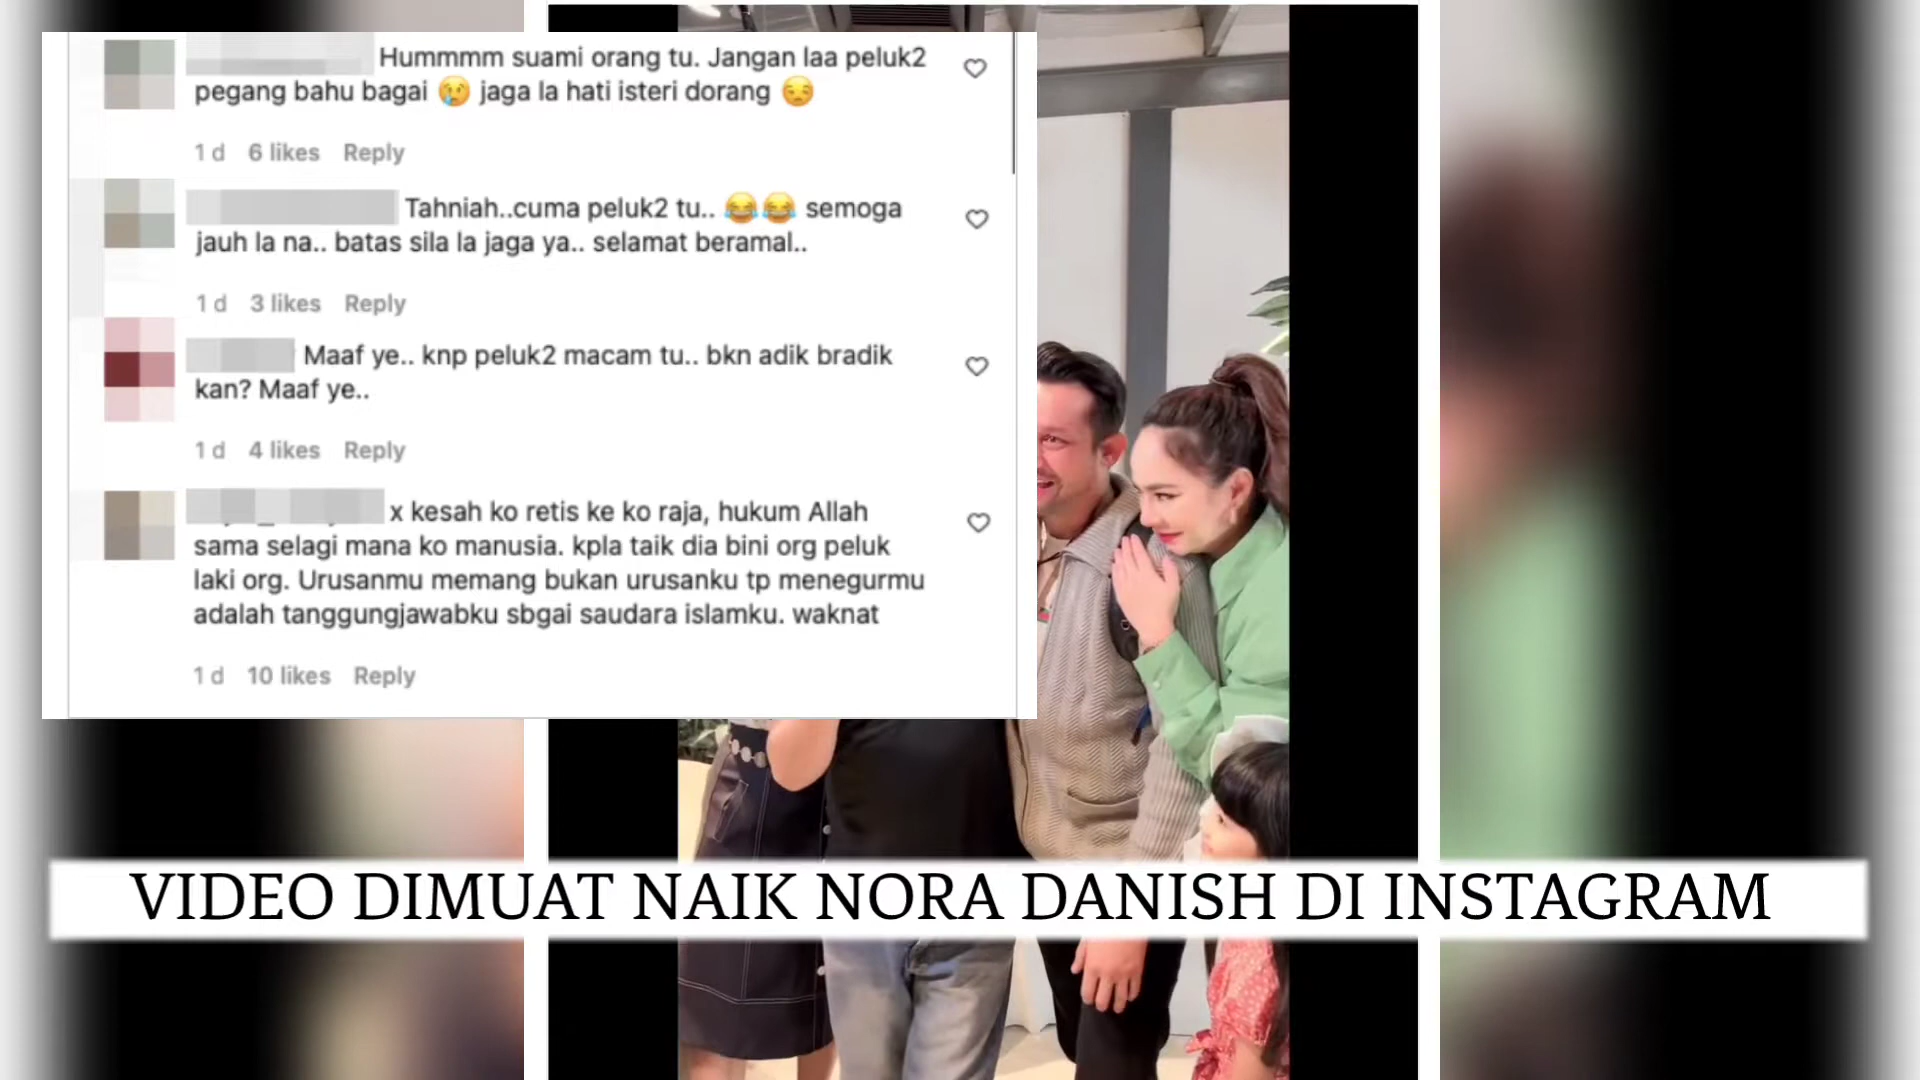 Hummmm suami orang tu. Jangan laa peluk2
pegang bahu bagai 😢 jaga la hati isteri dorang 😒
1 d 6 likes Reply
Tahniah..cuma peluk2 tu.. 😂😂 semoga
jauh la na.. batas sila la jaga ya.. selamat beramal..
1 d 3 likes Reply
Maaf ye.. knp peluk2 macam tu.. bkn adik bradik
kan? Maaf ye..
1 d 4 likes Reply
x kesah ko retis ke ko raja, hukum Allah
sama selagi mana ko manusia. kpla taik dia bini org peluk
laki org. Urusanmu memang bukan urusanku tp menegurmu
adalah tanggungjawabku sbgai saudara islamku. waknat
1 d 10 likes Reply
VIDEO DIMUAT NAIK NORA DANISH DI INSTAGRAM